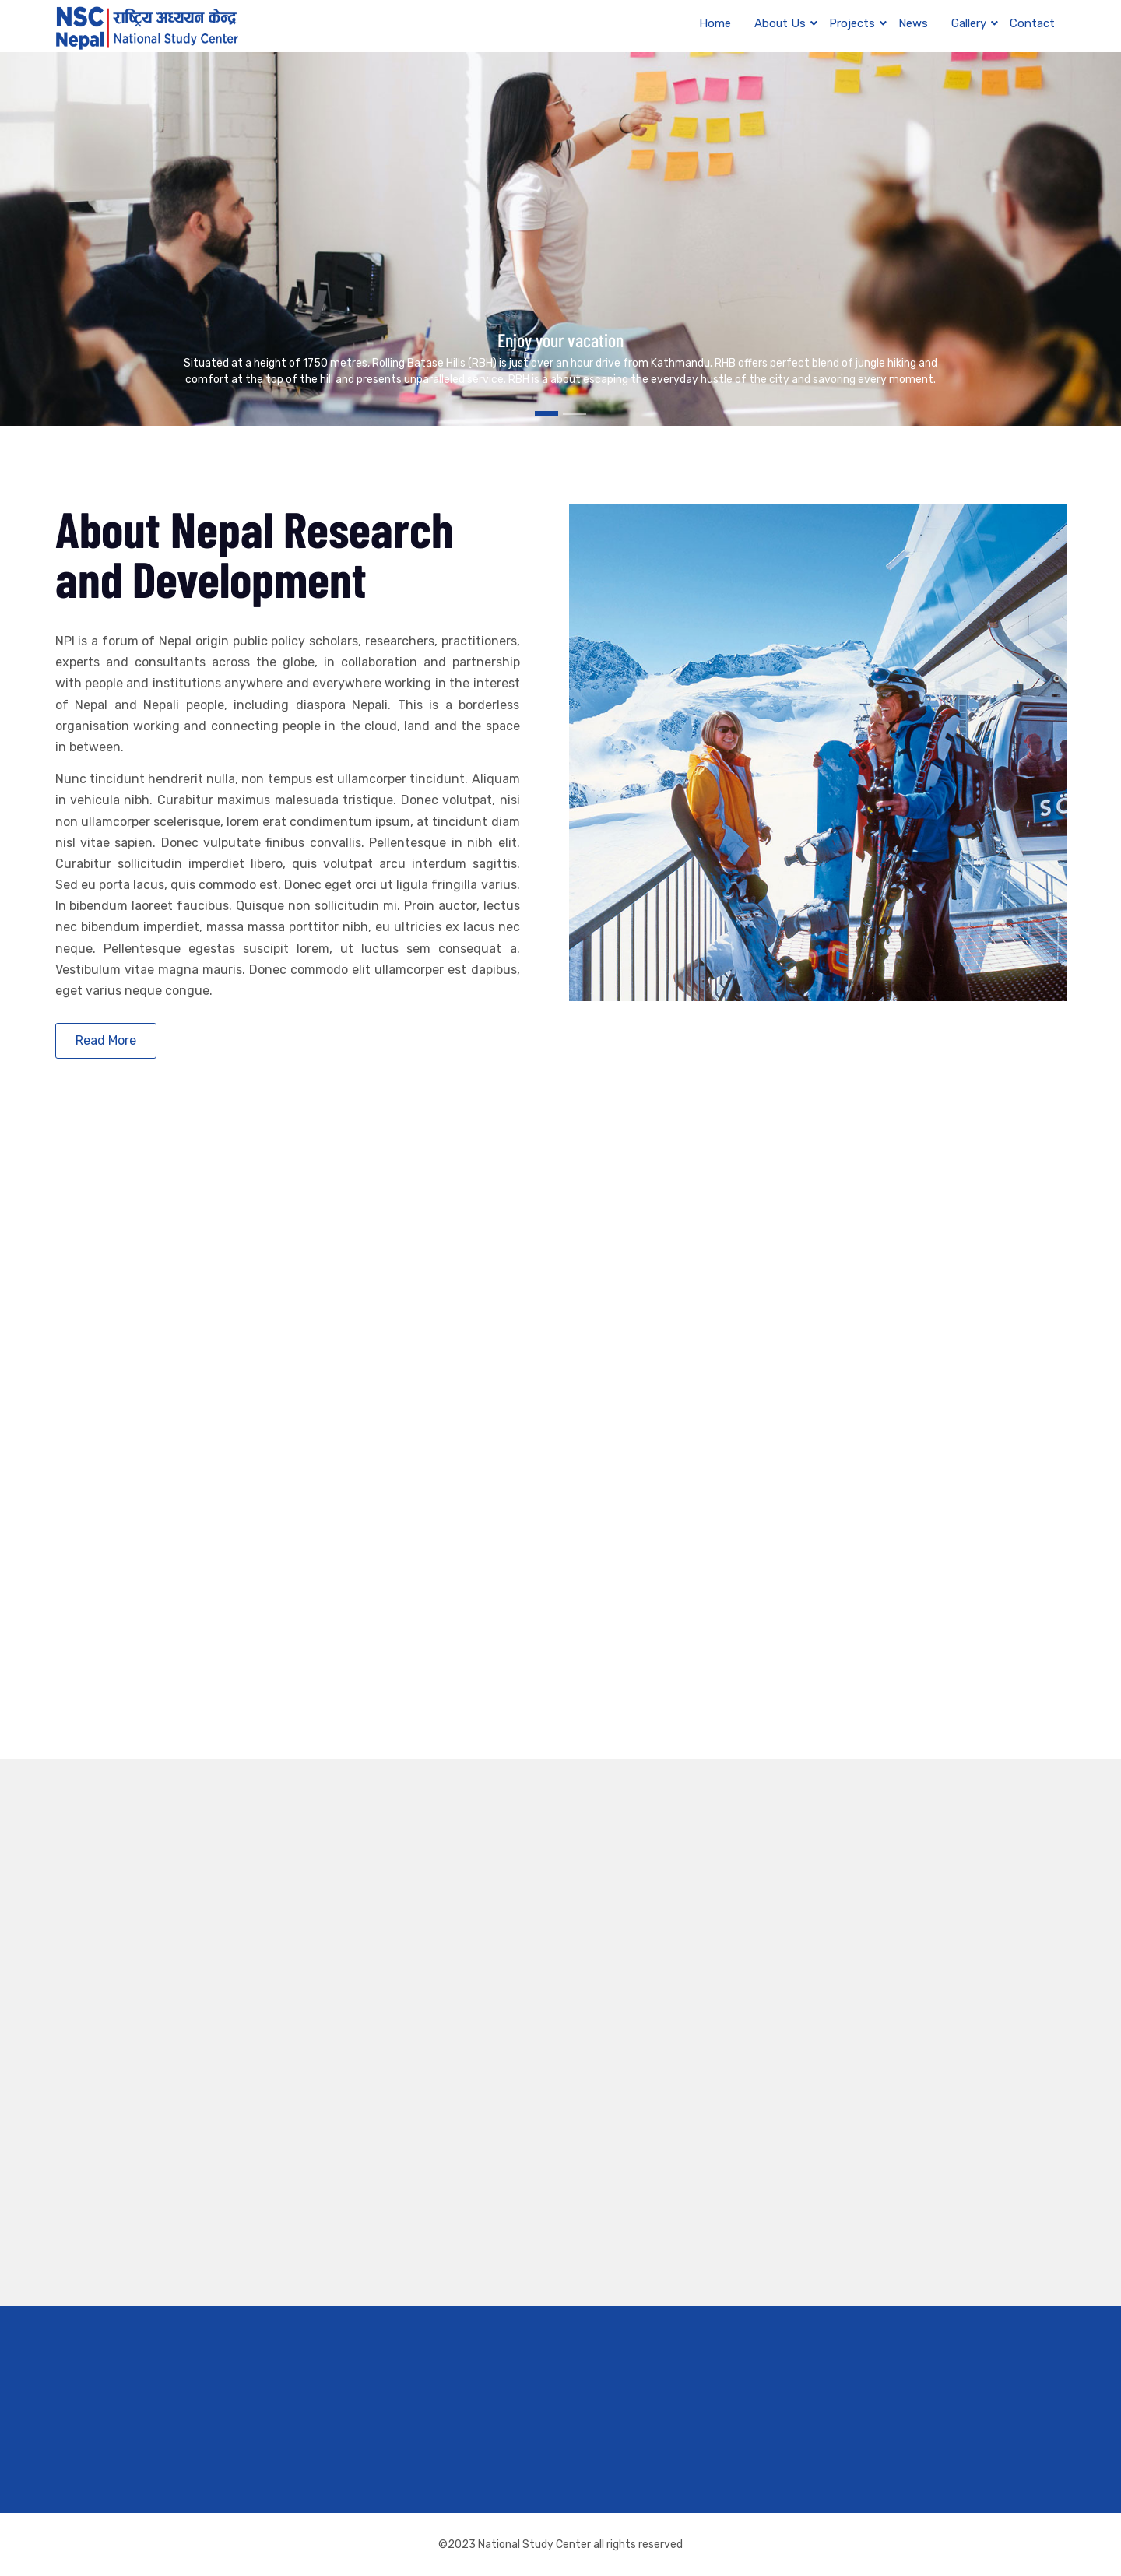 NSC राष्ट्रिय अध्ययन केन्द्र
Nepal National Study Center
Home About Us Projects News Gallery Contact
Enjoy your vacation
Situated at a height of 1750 metres, Rolling Batase Hills (RBH) is just over an hour drive from Kathmandu. RHB offers perfect blend of jungle hiking and
comfort at the top of the hill and presents unparalleled service. RBH is a about escaping the everyday hustle of the city and savoring every moment.
About Nepal Research
and Development
NPI is a forum of Nepal origin public policy scholars, researchers, practitioners,
experts and consultants across the globe, in collaboration and partnership
with people and institutions anywhere and everywhere working in the interest
of Nepal and Nepali people, including diaspora Nepali. This is a borderless
organisation working and connecting people in the cloud, land and the space
in between.
Nunc tincidunt hendrerit nulla, non tempus est ullamcorper tincidunt. Aliquam
in vehicula nibh. Curabitur maximus malesuada tristique. Donec volutpat, nisi
non ullamcorper scelerisque, lorem erat condimentum ipsum, at tincidunt diam
nisl vitae sapien. Donec vulputate finibus convallis. Pellentesque in nibh elit.
Curabitur sollicitudin imperdiet libero, quis volutpat arcu interdum sagittis.
Sed eu porta lacus, quis commodo est. Donec eget orci ut ligula fringilla varius.
In bibendum laoreet faucibus. Quisque non sollicitudin mi. Proin auctor, lectus
nec bibendum imperdiet, massa massa porttitor nibh, eu ultricies ex lacus nec
neque. Pellentesque egestas suscipit lorem, ut luctus sem consequat a.
Vestibulum vitae magna mauris. Donec commodo elit ullamcorper est dapibus,
eget varius neque congue.
SÖ
Read More
©2023 National Study Center all rights reserved